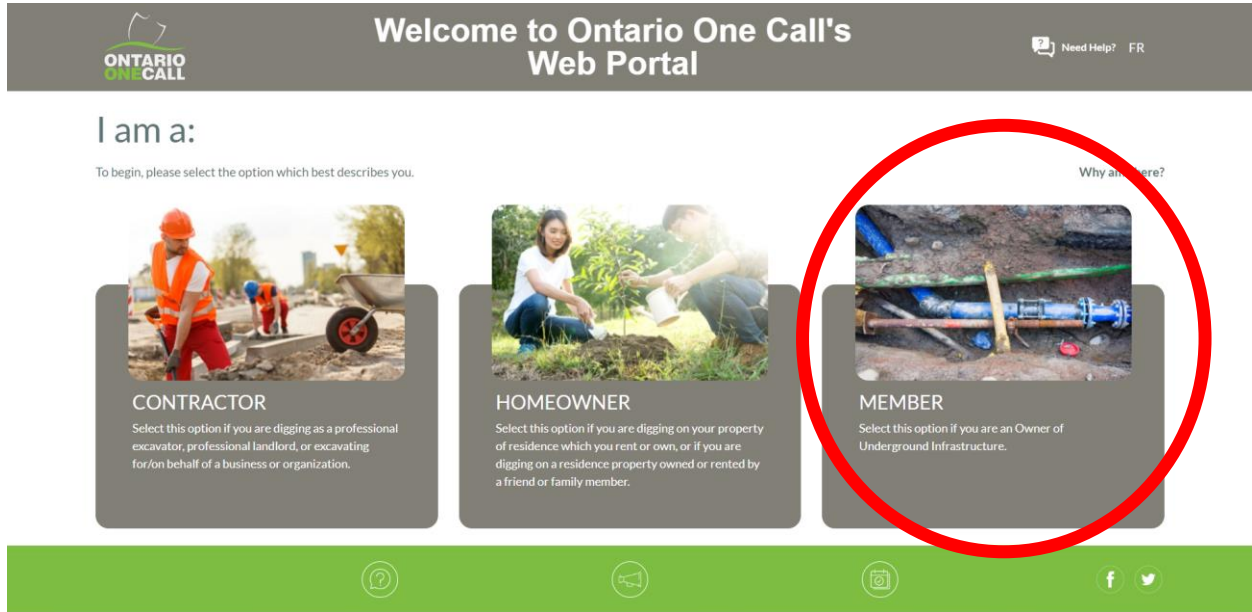 ONTARIO
ONECALL
Welcome to Ontario One Call's
Web Portal
Need Help? FR
I am a:
To begin, please select the option which best describes you.
Why am here?
CONTRACTOR
Select this option if you are digging as a professional
excavator, professional landlord, or excavating
for/on behalf of a business or organization.
HOMEOWNER
Select this option if you are digging on your property
of residence which you rent or own, or if you are
digging on a residence property owned or rented by
a friend or family member.
MEMBER
Select this option if you are an Owner of
Underground Infrastructure.